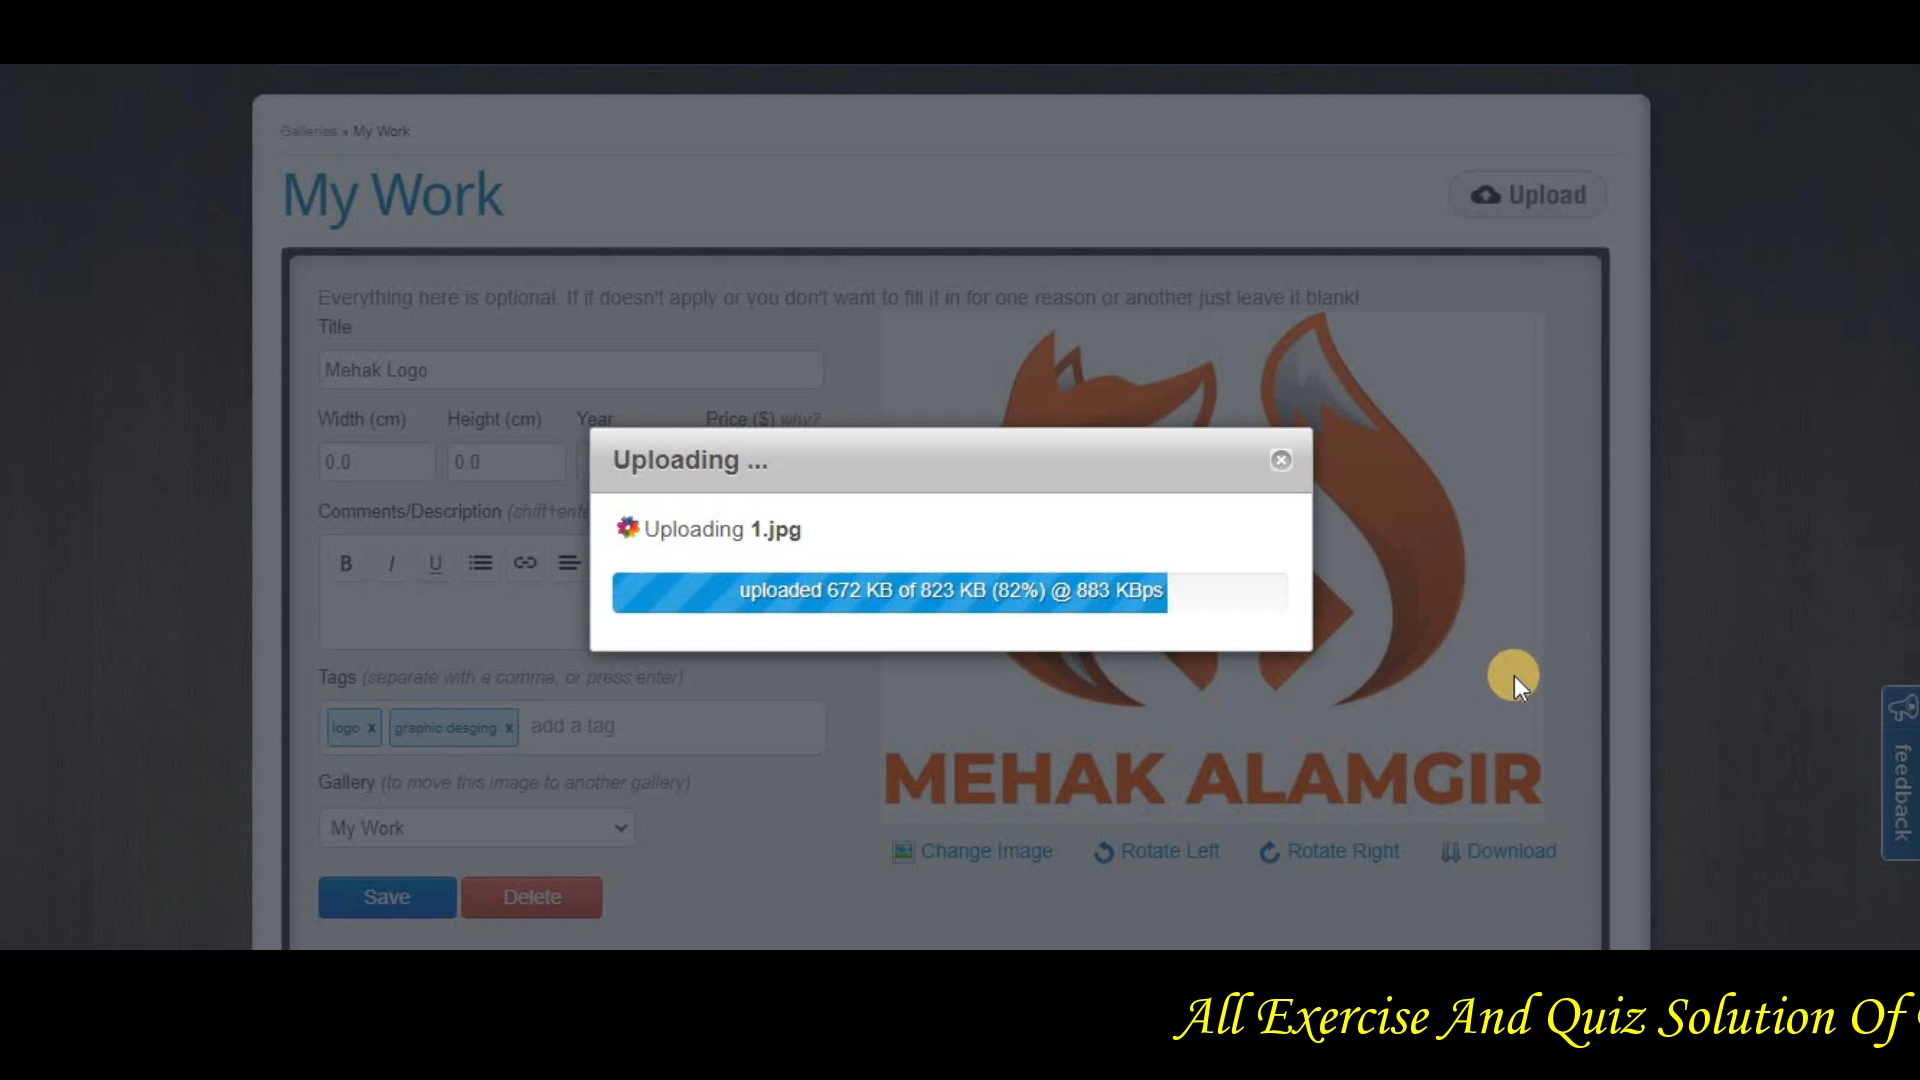 Galleries » My Work
My Work
Upload
Everything here is optional. If it doesn't apply or you don't want to fill it in for one reason or another just leave it blank!
Title
Mehak Logo
Width (cm) Height (cm) Year Price ($) why?
0.0 0.0
Uploading ...
Comments/Description (shift+ente
Uploading 1.jpg
B I U
uploaded 672 KB of 823 KB (82%) @ 883 KBps
Tags (separate with a comma, or press enter)
logo x graphic desging x add a tag
MEHAK ALAMGIR
Gallery (to move this image to another gallery)
My Work
Change Image Rotate Left Rotate Right Download
Save Delete
feedback
All Exercise And Quiz Solution Of